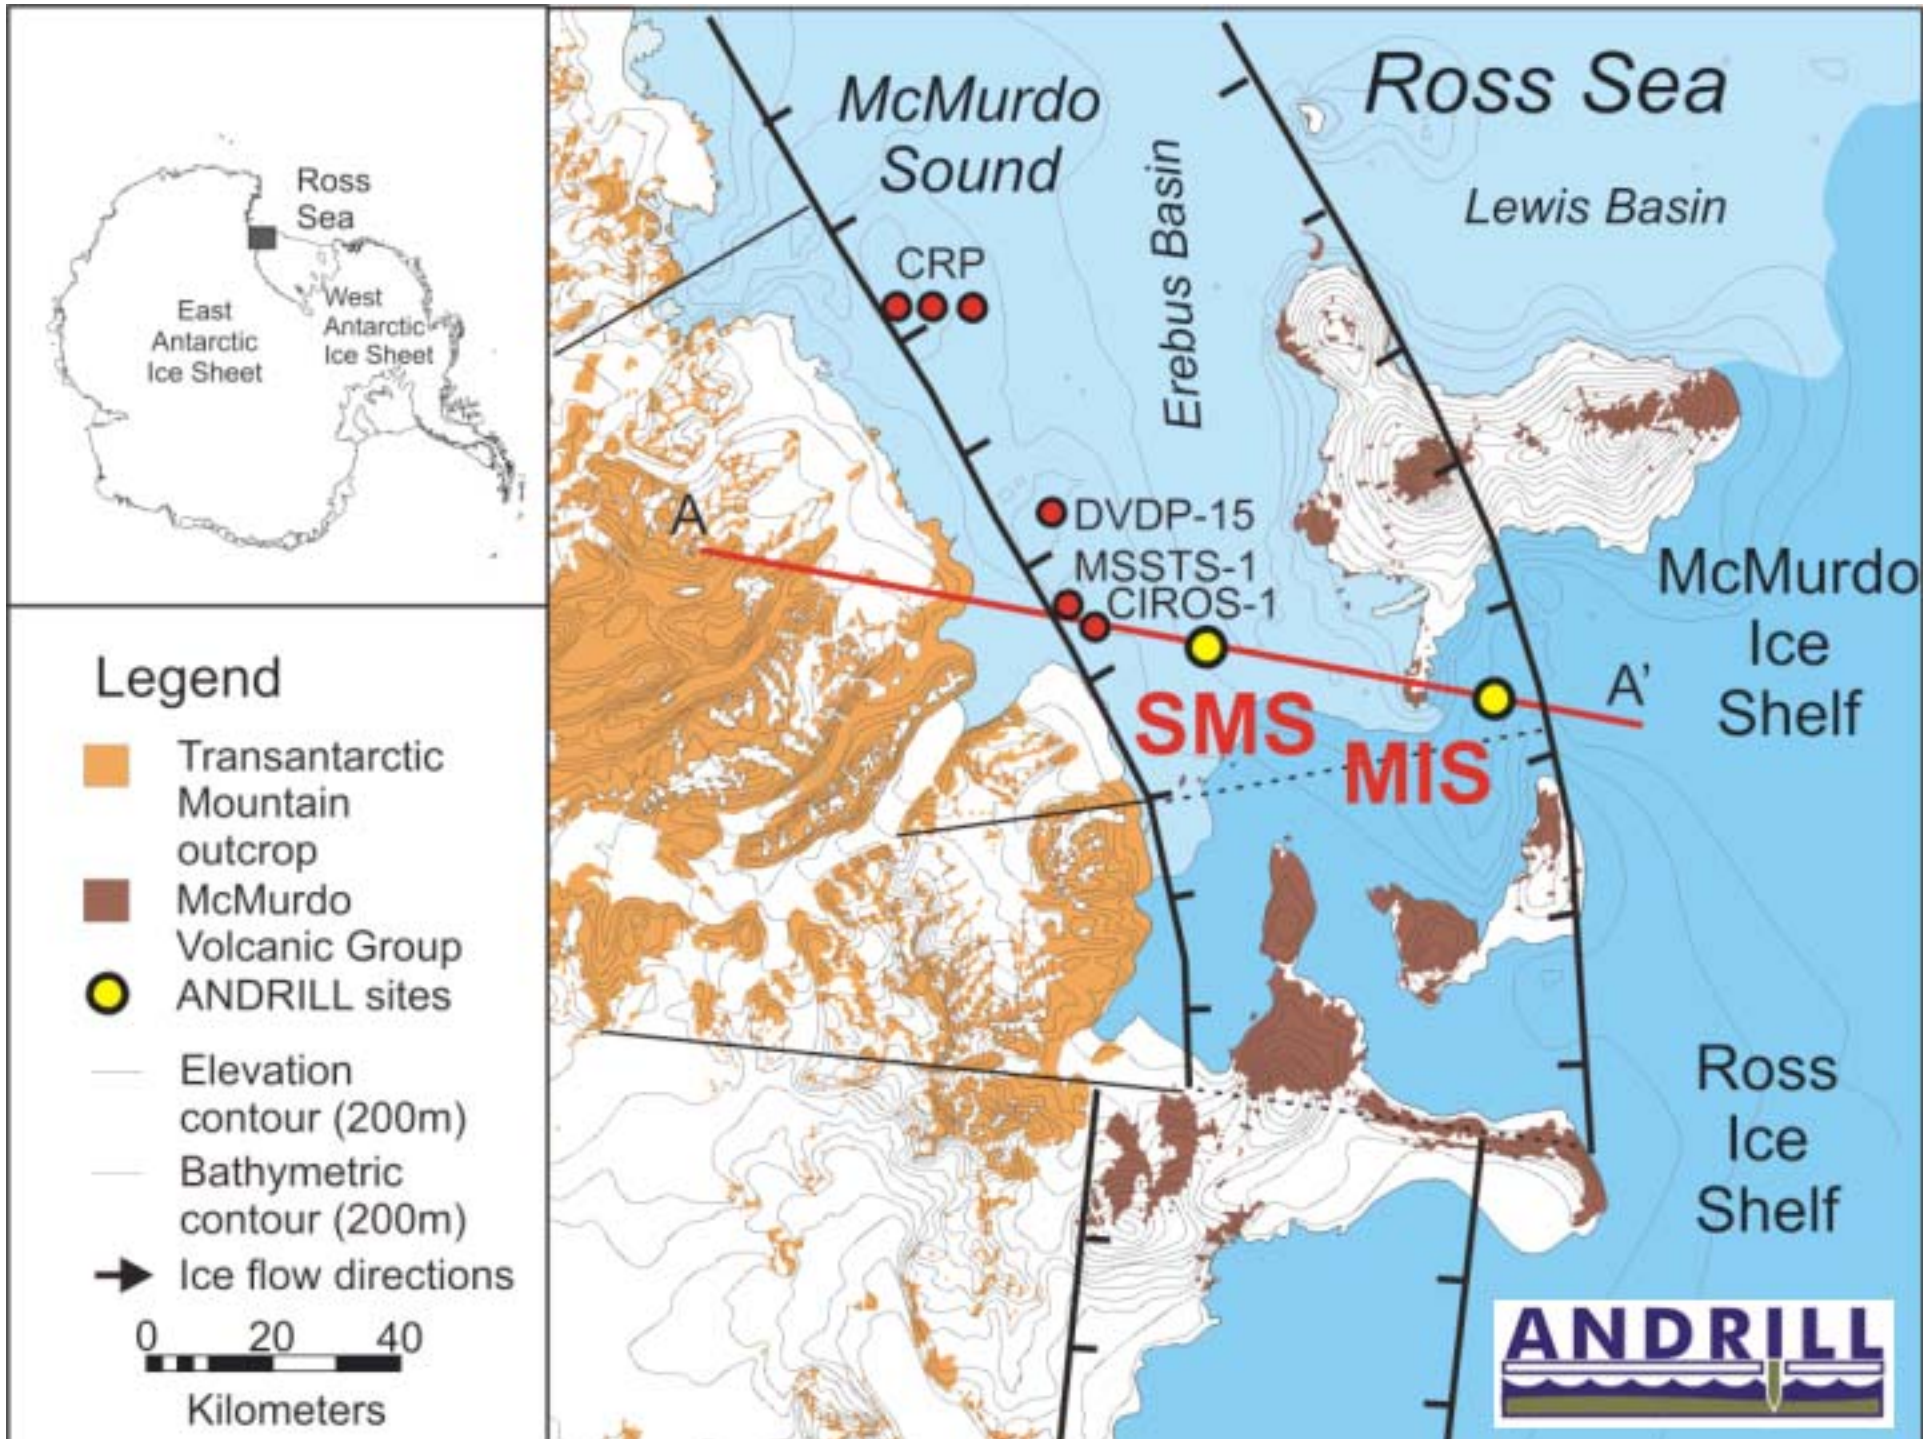 Ross
Sea
East
Antarctic
Ice Sheet
West
Antarctic
Ice Sheet
Legend
Transantarctic
Mountain
outcrop
McMurdo
Volcanic Group
ANDRILL sites
Elevation
contour (200m)
Bathymetric
contour (200m)
Ice flow directions
0 20 40
Kilometers
McMurdo
Sound
Ross Sea
Erebus Basin
Lewis Basin
CRP
A
DVDP-15
MSSTS-1
CIROS-1
McMurdo
Ice
Shelf
A’
SMS
MIS
Ross
Ice
Shelf
ANDRILL